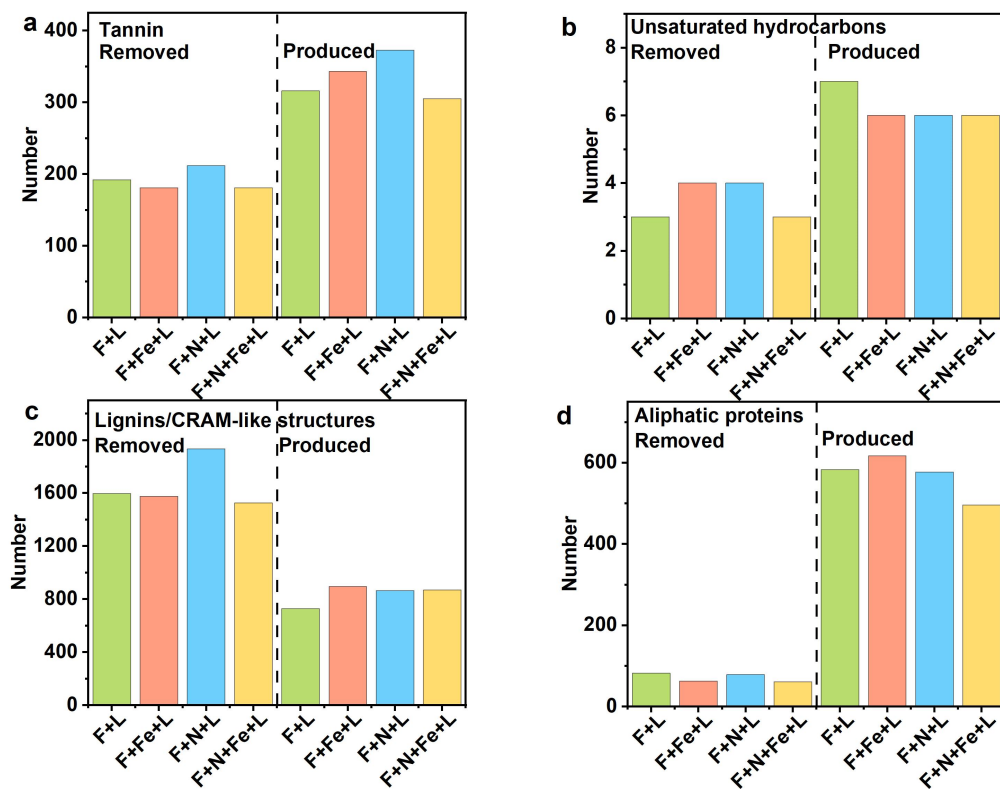 a
Tannin
Removed
Produced
Number
400
300
200
100
0
F+L
F+Fe+L
F+N+L
F+N+Fe+L
F+L
F+Fe+L
F+N+L
F+N+Fe+L
b
Unsaturated hydrocarbons
Removed
Produced
Number
8
6
4
2
0
F+L
F+Fe+L
F+N+L
F+N+Fe+L
F+L
F+Fe+L
F+N+L
F+N+Fe+L
c
Lignins/CRAM-like structures
Removed
Produced
Number
2000
1600
1200
800
400
0
F+L
F+Fe+L
F+N+L
F+N+Fe+L
F+L
F+Fe+L
F+N+L
F+N+Fe+L
d
Aliphatic proteins
Removed
Produced
Number
600
400
200
0
F+L
F+Fe+L
F+N+L
F+N+Fe+L
F+L
F+Fe+L
F+N+L
F+N+Fe+L